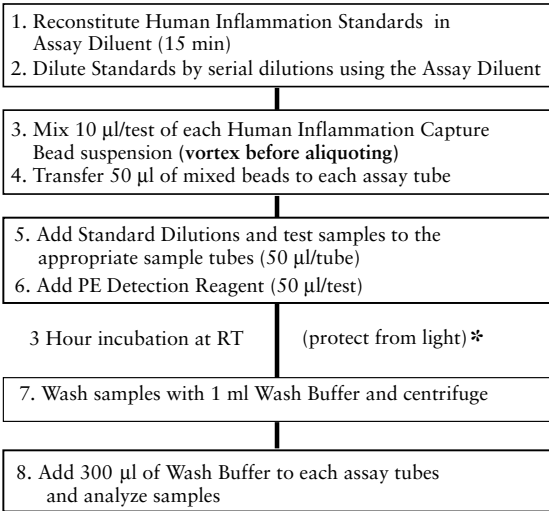 1. Reconstitute Human Inflammation Standards in
Assay Diluent (15 min)
2. Dilute Standards by serial dilutions using the Assay Diluent
3. Mix 10 µl/test of each Human Inflammation Capture
Bead suspension (vortex before aliquoting)
4. Transfer 50 µl of mixed beads to each assay tube
5. Add Standard Dilutions and test samples to the
appropriate sample tubes (50 µl/tube)
6. Add PE Detection Reagent (50 µl/test)
3 Hour incubation at RT (protect from light)*
7. Wash samples with 1 ml Wash Buffer and centrifuge
8. Add 300 µl of Wash Buffer to each assay tubes
and analyze samples